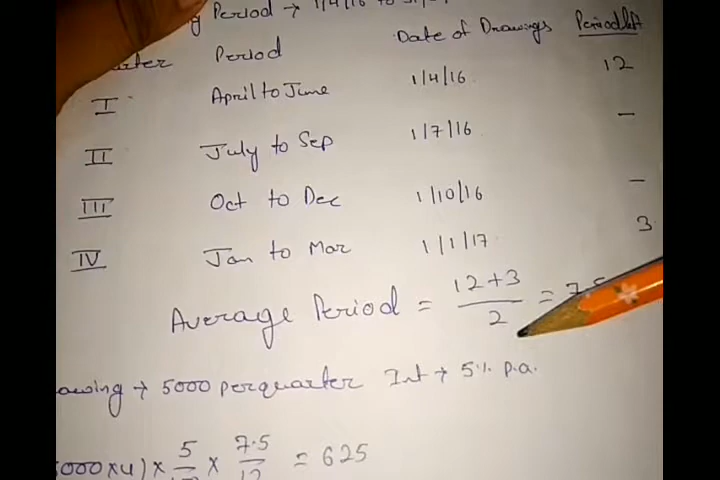 Period → 1/4/16 to
Period Date of Drawings Period left
I April to June 1/4/16 12
II July to Sep 1/7/16 -
III Oct to Dec 1/10/16 -
IV Jan to Mar 1/1/17 3
Average Period = 12+3/2 =
5000 per quarter Int → 5% p.a.
000×4) × 5/ × 7.5/12 = 625